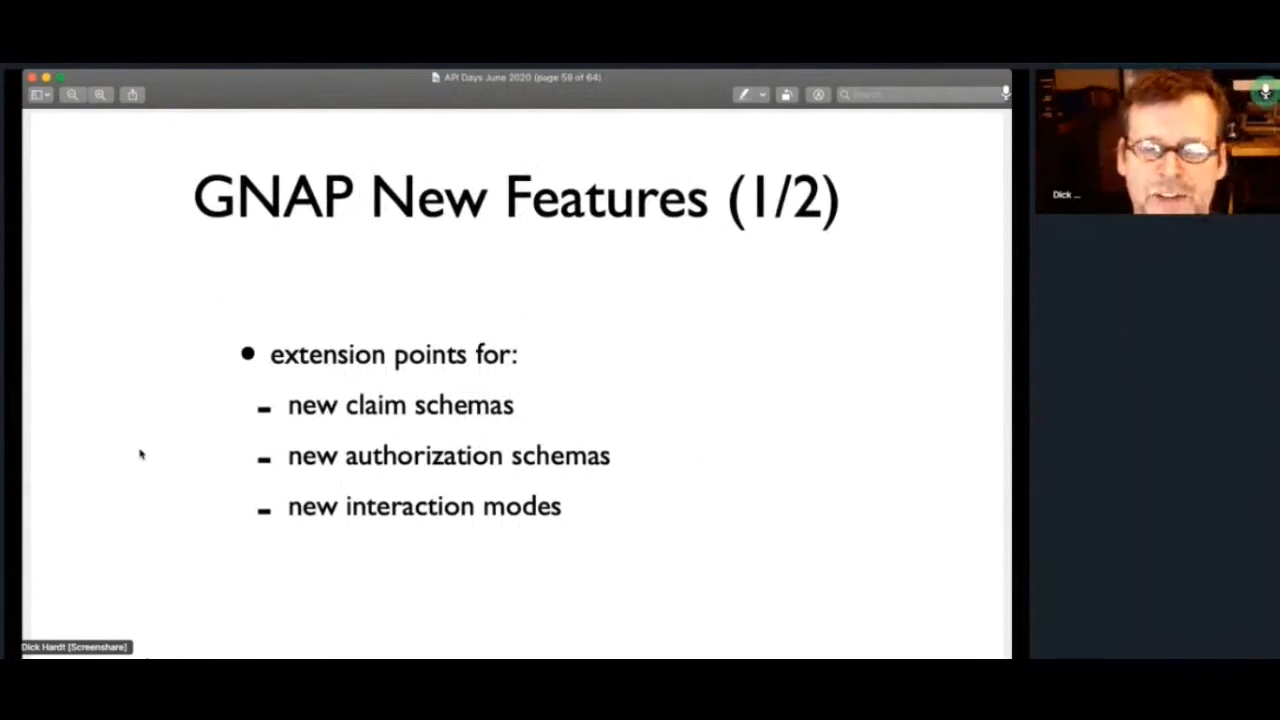 API Days June 2020 (page 59 of 64)
Search
GNAP New Features (1/2)
• extension points for:
- new claim schemas
- new authorization schemas
- new interaction modes
Dick Hardt [Screenshare]
Dick ...